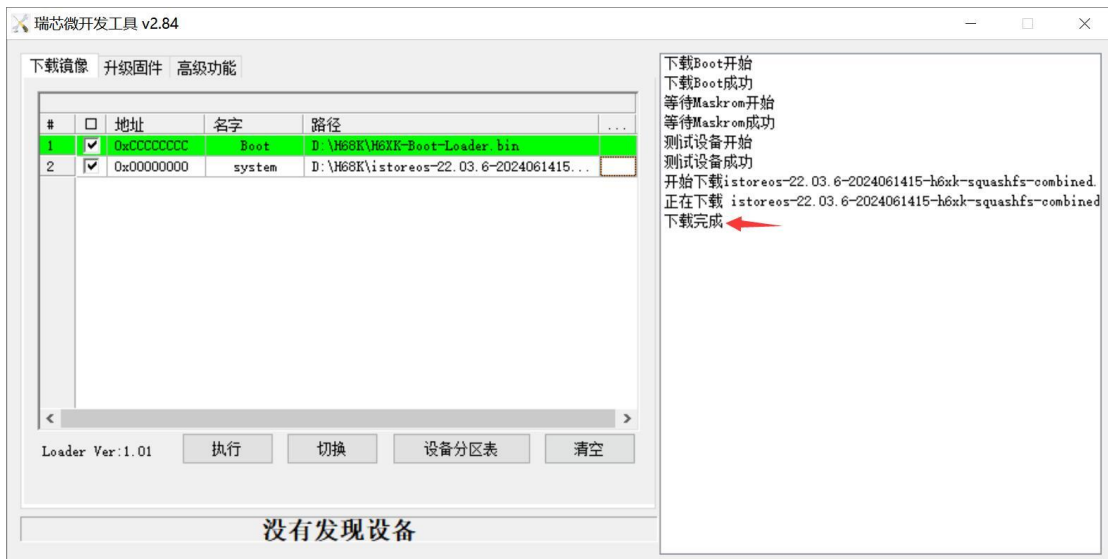 瑞芯微开发工具 v2.84
下载镜像 升级固件 高级功能
# 地址 名字 路径 ...
1 0xCCCCCCCC Boot D:\H68K\H6XK-Boot-Loader.bin
2 0x00000000 system D:\H68K\istoreos-22.03.6-2024061415...
Loader Ver:1.01 执行 切换 设备分区表 清空
没有发现设备
下载Boot开始
下载Boot成功
等待Maskrom开始
等待Maskrom成功
测试设备开始
测试设备成功
开始下载istoreos-22.03.6-2024061415-h6xk-squashfs-combined.
正在下载 istoreos-22.03.6-2024061415-h6xk-squashfs-combined
下载完成